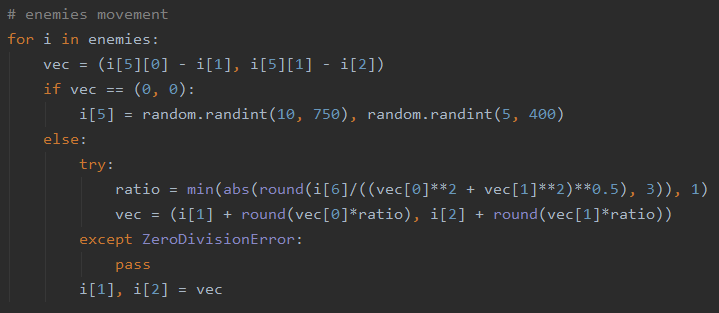 # enemies movement
for i in enemies:
    vec = (i[5][0] - i[1], i[5][1] - i[2])
    if vec == (0, 0):
        i[5] = random.randint(10, 750), random.randint(5, 400)
    else:
        try:
            ratio = min(abs(round(i[6]/((vec[0]**2 + vec[1]**2)**0.5), 3)), 1)
            vec = (i[1] + round(vec[0]*ratio), i[2] + round(vec[1]*ratio))
        except ZeroDivisionError:
            pass
        i[1], i[2] = vec